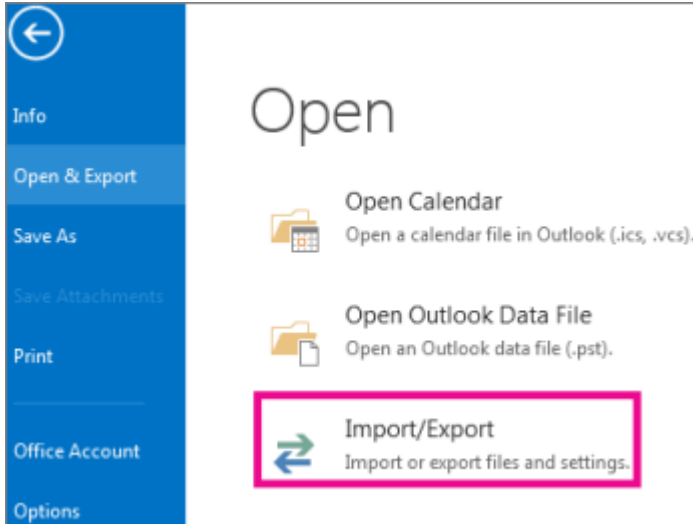 Info
Open & Export
Save As
Save Attachments
Print
Office Account
Options
Open
Open Calendar
Open a calendar file in Outlook (.ics, .vcs).
Open Outlook Data File
Open an Outlook data file (.pst).
Import/Export
Import or export files and settings.